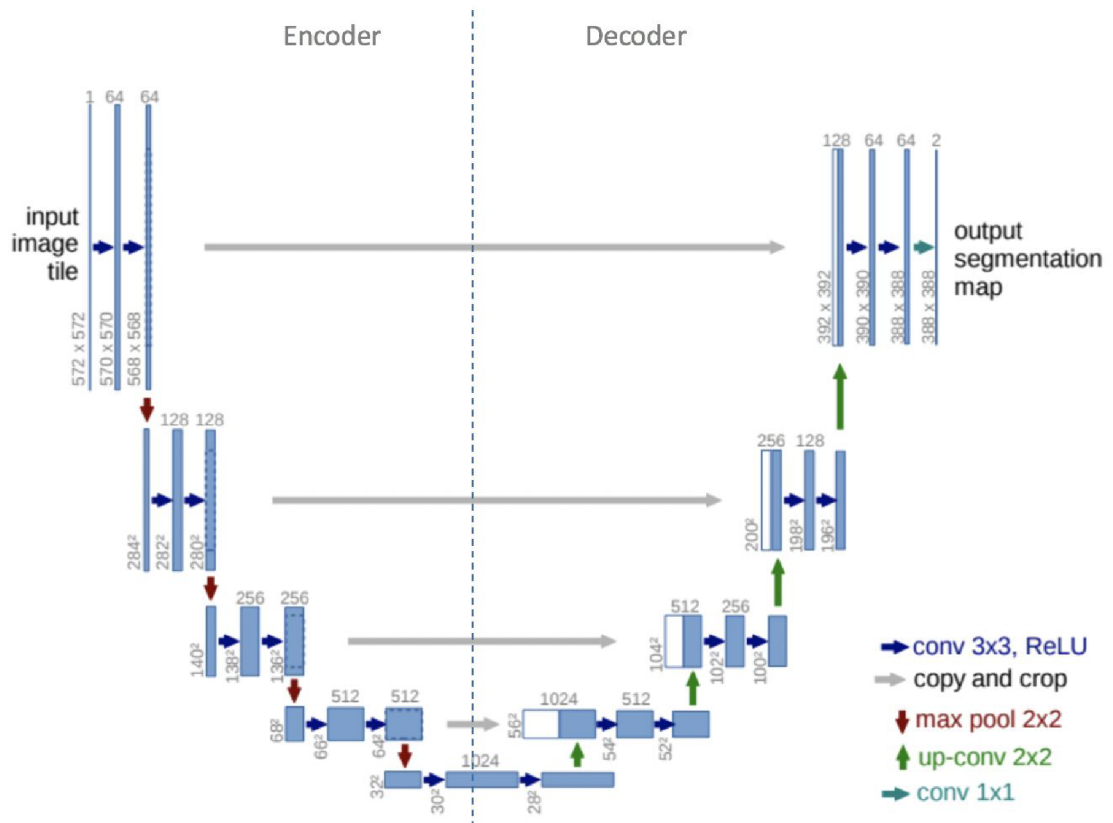 Encoder
Decoder
1 64 64
128 64 64 2
input
image
tile
output
segmentation
map
572 x 572
570 x 570
568 x 568
392 x 392
390 x 390
388 x 388
388 x 388
128 128
256 128
284²
282²
280²
200²
198²
196²
256 256
512 256
140²
138²
136²
104²
102²
100²
conv 3x3, ReLU
copy and crop
max pool 2x2
up-conv 2x2
conv 1x1
512 512
1024 512
68²
66²
64²
56²
54²
52²
1024
32²
30²
28²